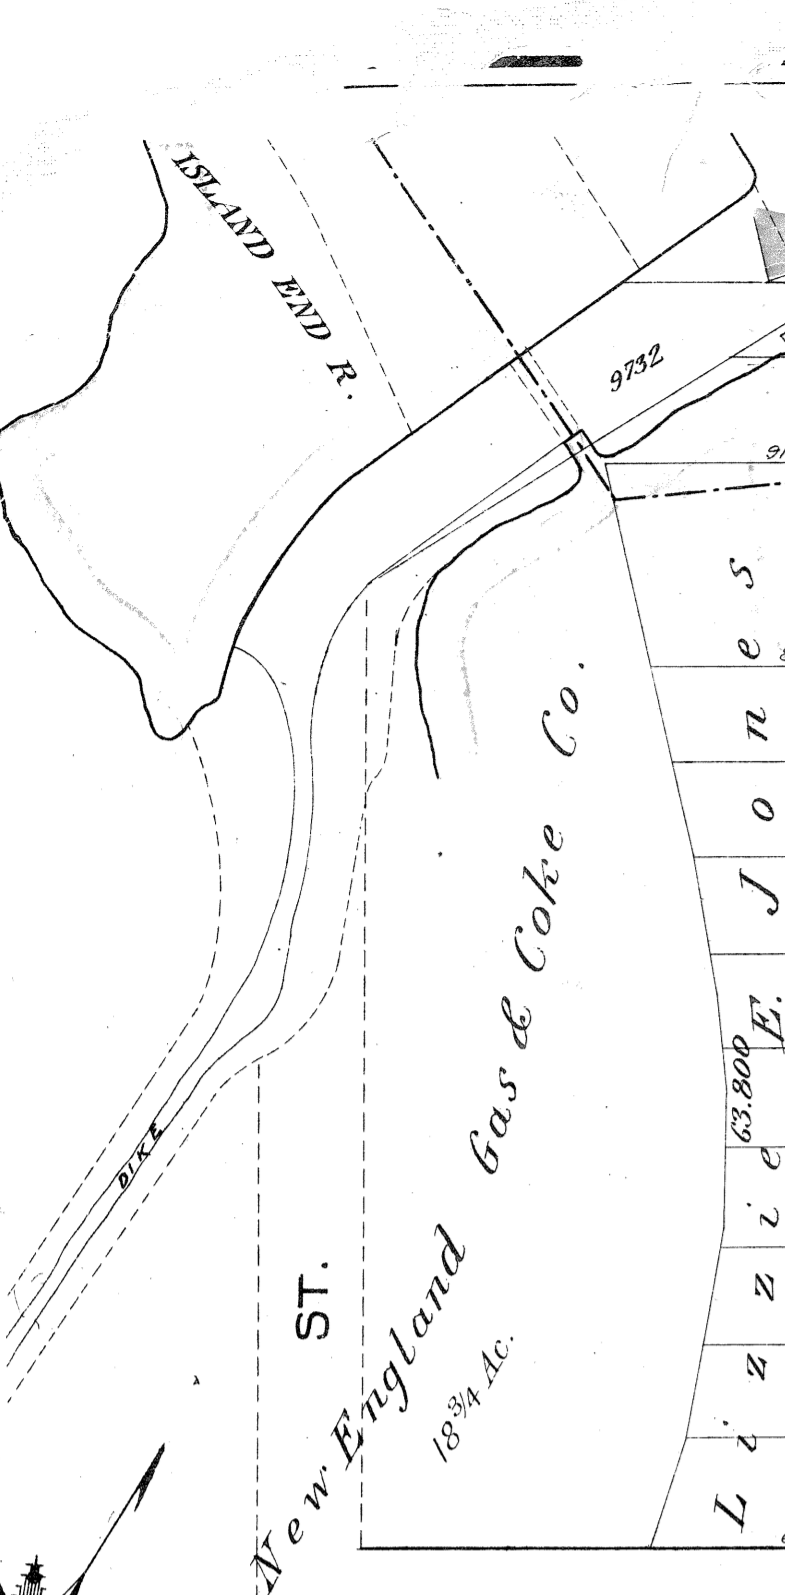 ISLAND END R.
9732
New England Gas & Coke Co.
18 3/4 Ac.
Lizzie E. Jones
63.800
DIKE
ST.